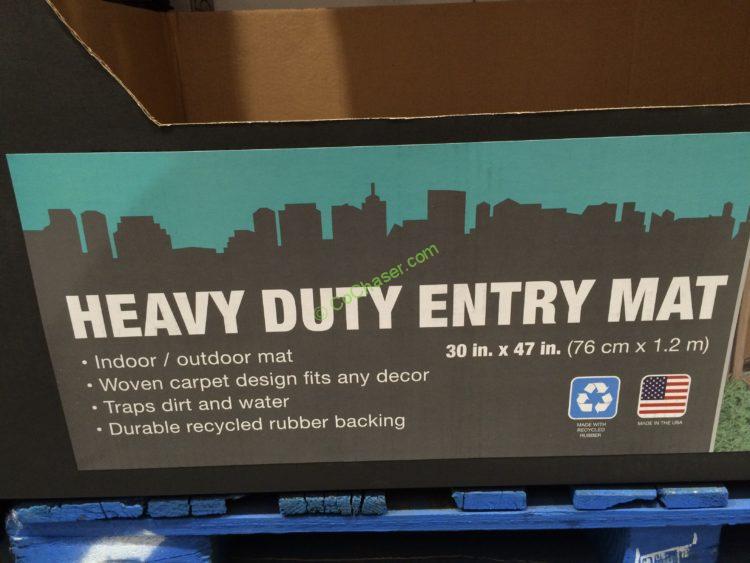 © CoChaser.com
HEAVY DUTY ENTRY MAT
30 in. x 47 in. (76 cm x 1.2 m)
• Indoor / outdoor mat
• Woven carpet design fits any decor
• Traps dirt and water
• Durable recycled rubber backing
MADE WITH
RECYCLED
RUBBER
MADE IN THE USA